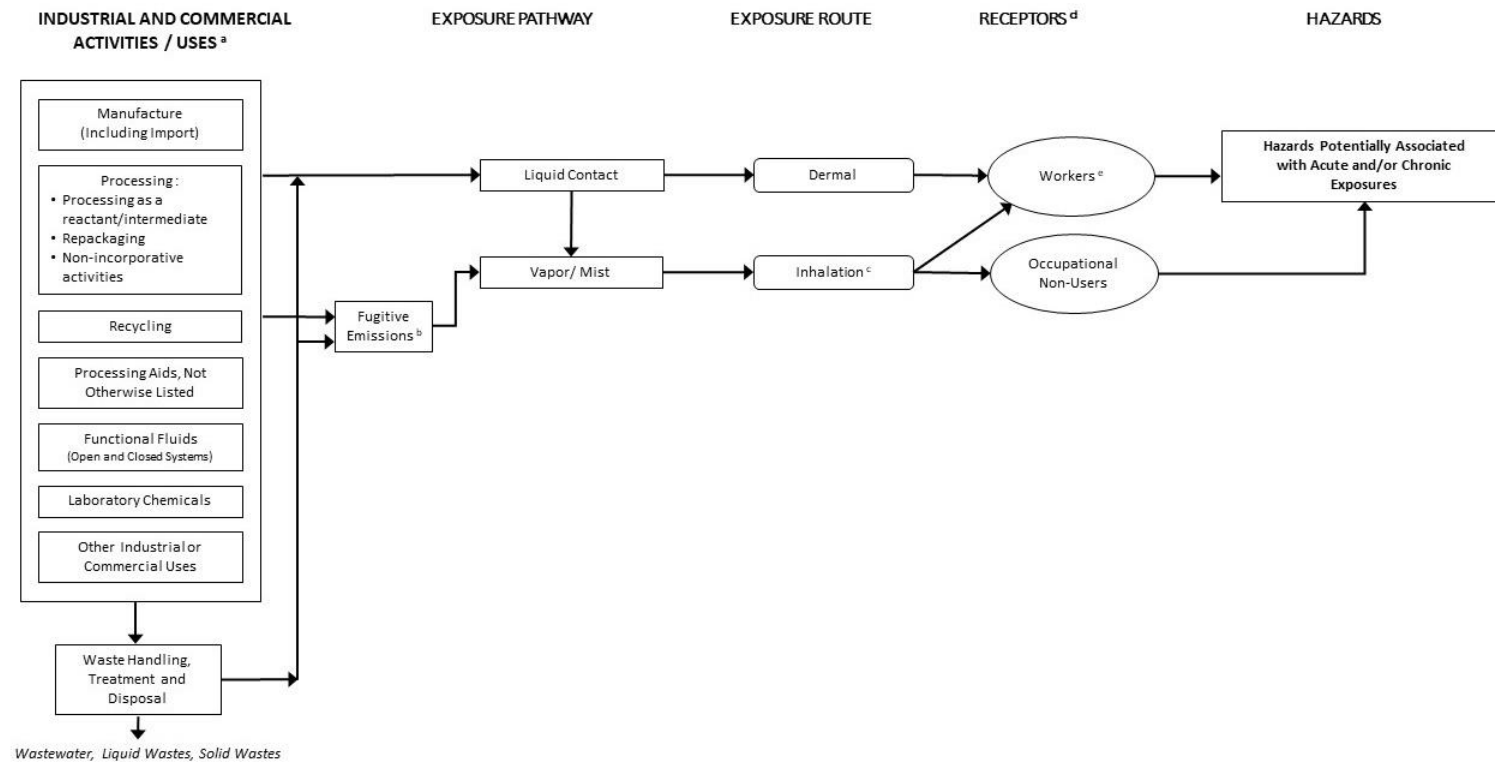 INDUSTRIAL AND COMMERCIAL
ACTIVITIES / USES ᵃ
EXPOSURE PATHWAY
EXPOSURE ROUTE
RECEPTORS ᵈ
HAZARDS
Manufacture
(Including Import)
Processing :
• Processing as a
reactant/intermediate
• Repackaging
• Non-incorporative
activities
Recycling
Processing Aids, Not
Otherwise Listed
Functional Fluids
(Open and Closed Systems)
Laboratory Chemicals
Other Industrial or
Commercial Uses
Waste Handling,
Treatment and
Disposal
Wastewater, Liquid Wastes, Solid Wastes
Fugitive
Emissions ᵇ
Liquid Contact
Vapor/ Mist
Dermal
Inhalation ᶜ
Workers ᵉ
Occupational
Non-Users
Hazards Potentially Associated
with Acute and/or Chronic
Exposures